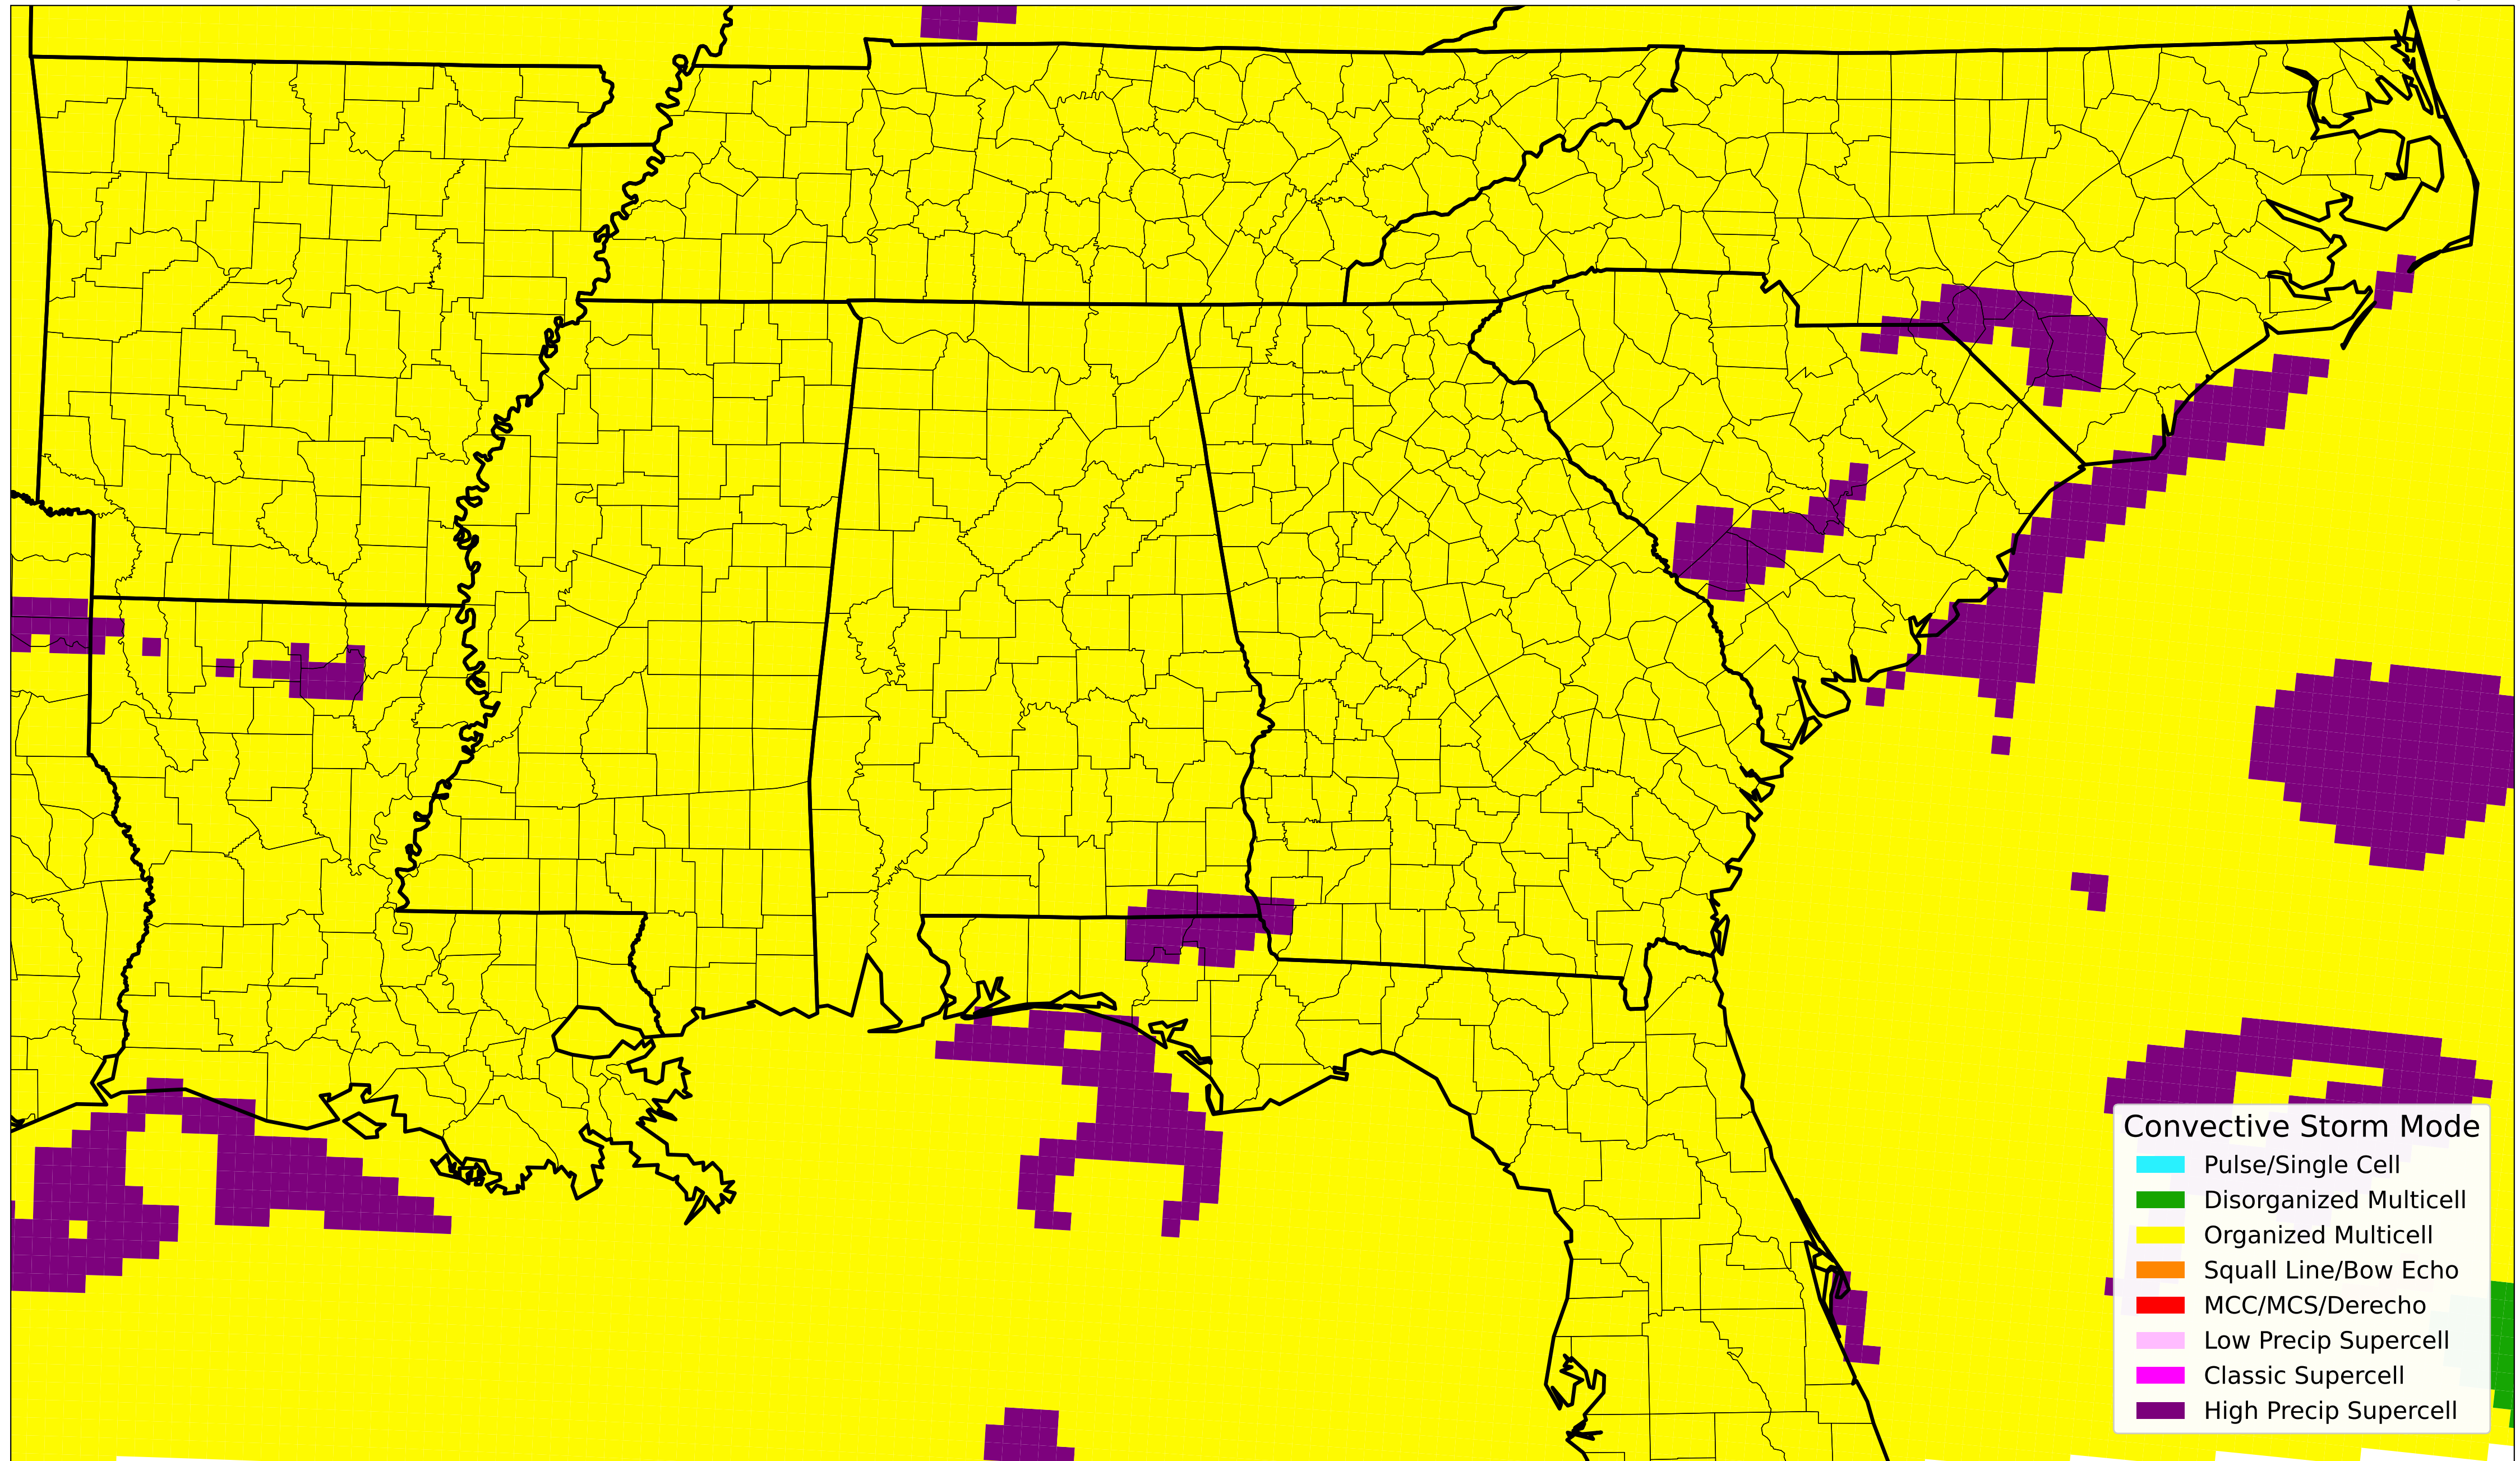 Convective Storm Mode
Pulse/Single Cell
Disorganized Multicell
Organized Multicell
Squall Line/Bow Echo
MCC/MCS/Derecho
Low Precip Supercell
Classic Supercell
High Precip Supercell